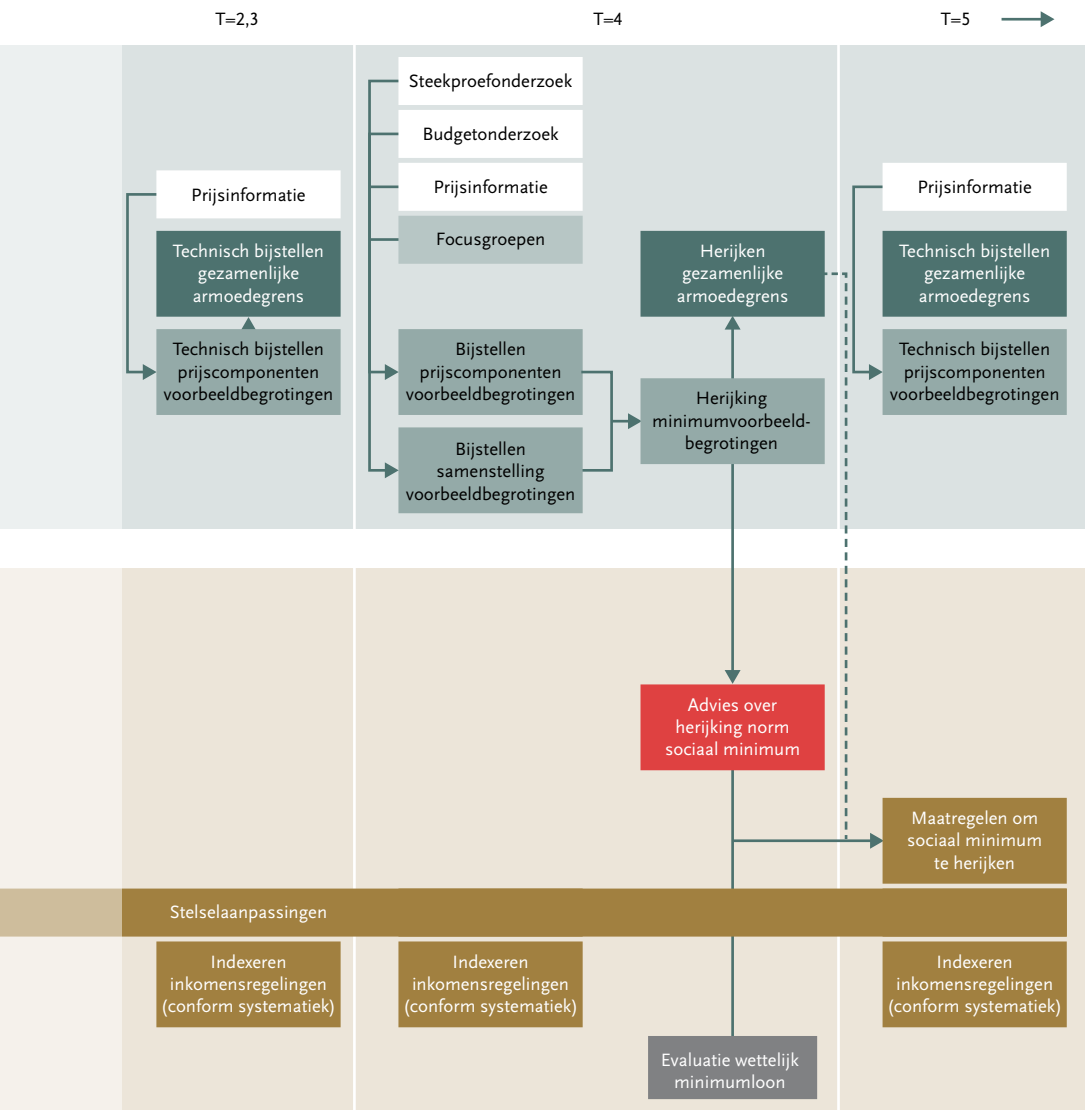 T=2,3
T=4
T=5
Steekproefonderzoek
Budgetonderzoek
Prijsinformatie
Focusgroepen
Prijsinformatie
Technisch bijstellen
gezamenlijke
armoedegrens
Technisch bijstellen
prijscomponenten
voorbeeldbegrotingen
Bijstellen
prijscomponenten
voorbeeldbegrotingen
Bijstellen
samenstelling
voorbeeldbegrotingen
Herijken
gezamenlijke
armoedegrens
Herijking
minimumvoorbeeld-
begrotingen
Prijsinformatie
Technisch bijstellen
gezamenlijke
armoedegrens
Technisch bijstellen
prijscomponenten
voorbeeldbegrotingen
Advies over
herijking norm
sociaal minimum
Maatregelen om
sociaal minimum
te herijken
Stelselaanpassingen
Indexeren
inkomensregelingen
(conform systematiek)
Indexeren
inkomensregelingen
(conform systematiek)
Indexeren
inkomensregelingen
(conform systematiek)
Evaluatie wettelijk
minimumloon